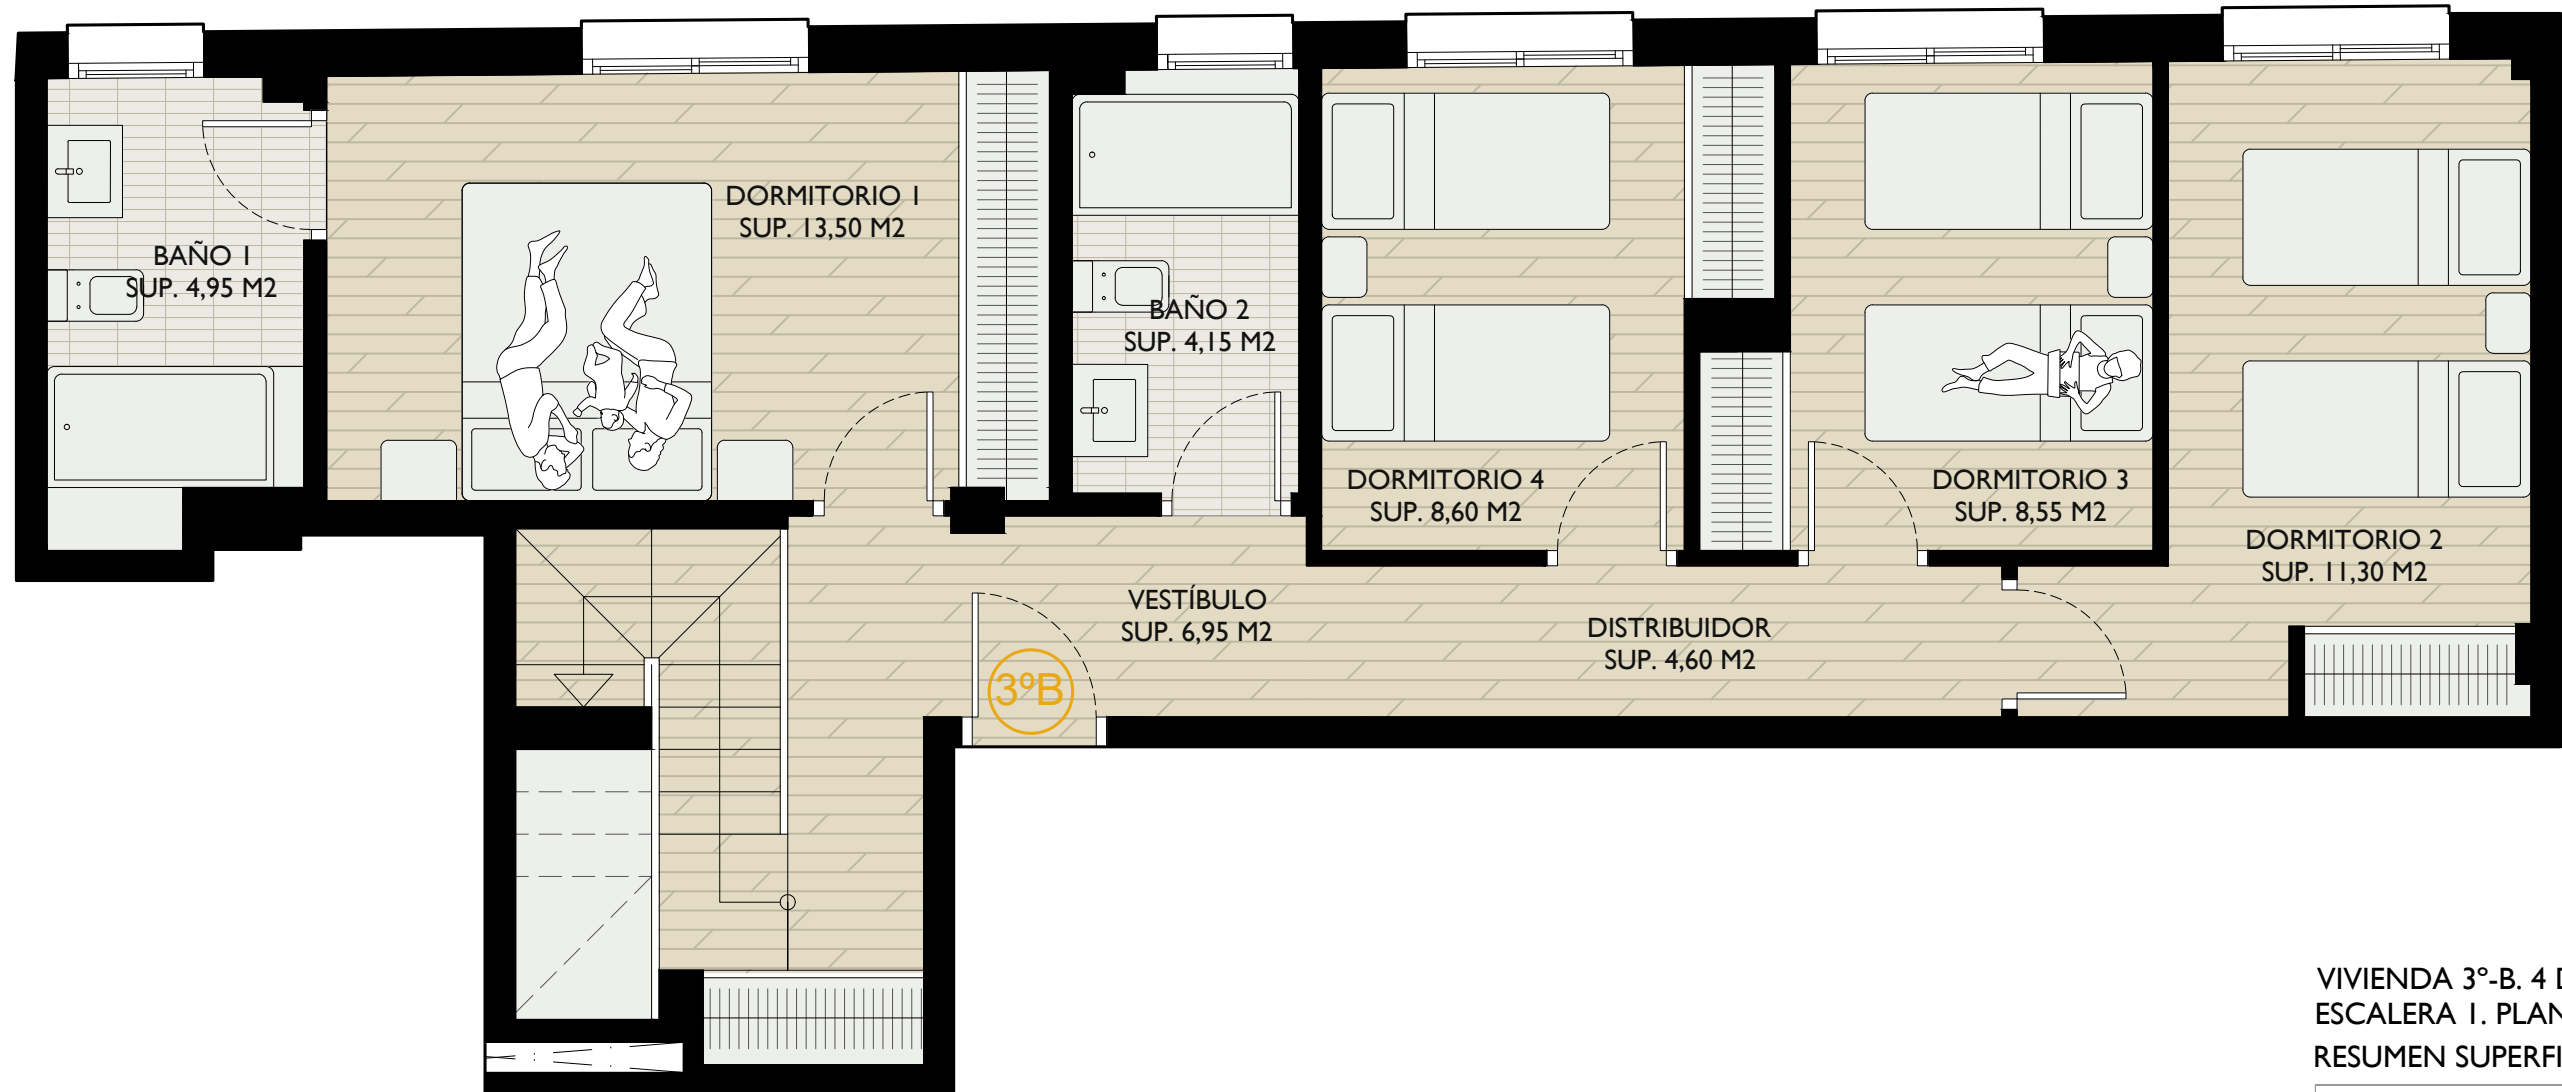 DORMITORIO 1
SUP. 13,50 M2
BAÑO 1
SUP. 4,95 M2
BAÑO 2
SUP. 4,15 M2
DORMITORIO 4
SUP. 8,60 M2
DORMITORIO 3
SUP. 8,55 M2
DORMITORIO 2
SUP. 11,30 M2
VESTÍBULO
SUP. 6,95 M2
DISTRIBUIDOR
SUP. 4,60 M2
3ºB
VIVIENDA 3º-B. 4
ESCALERA 1.
RESUMEN